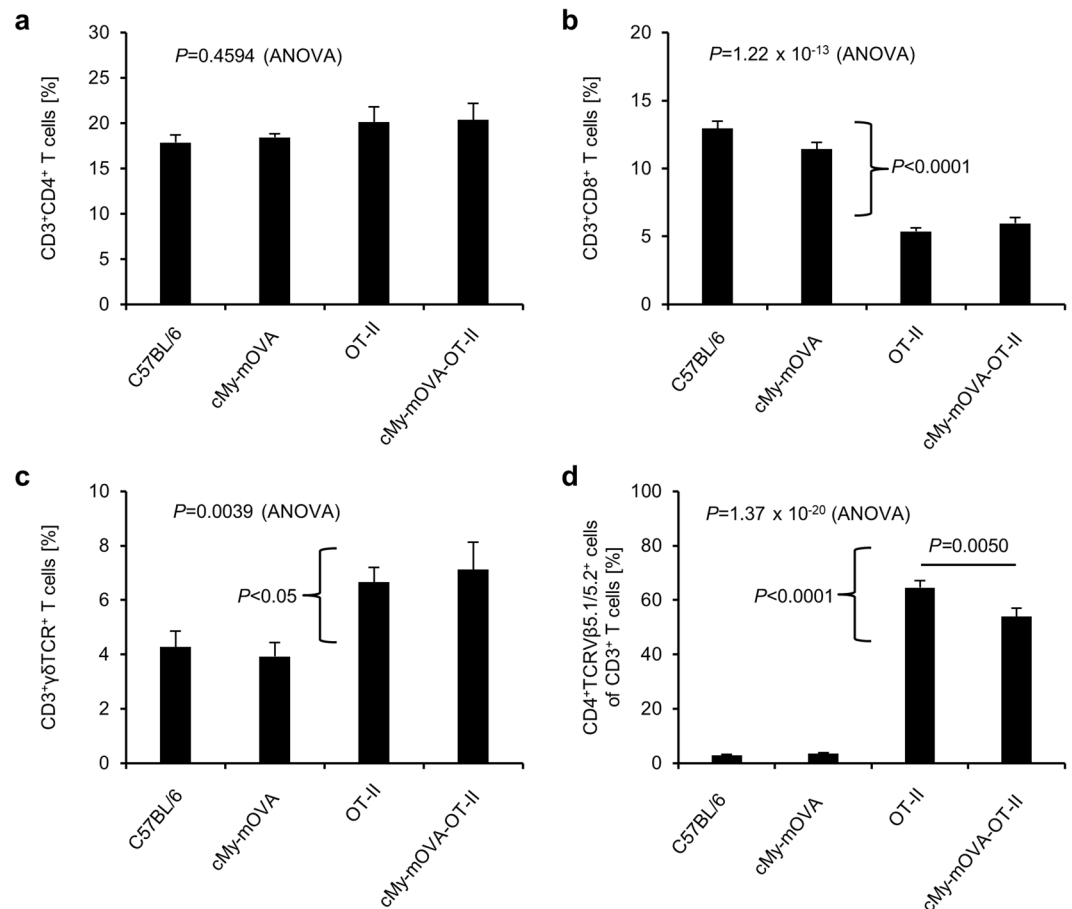 a
P=0.4594 (ANOVA)
CD3⁺CD4⁺ T cells [%]
30
25
20
15
10
5
0
C57BL/6
cMy-mOVA
OT-II
cMy-mOVA-OT-II
b
P=1.22 x 10⁻¹³ (ANOVA)
P<0.0001
CD3⁺CD8⁺ T cells [%]
20
15
10
5
0
C57BL/6
cMy-mOVA
OT-II
cMy-mOVA-OT-II
c
P=0.0039 (ANOVA)
P<0.05
CD3⁺γδTCR⁺ T cells [%]
10
8
6
4
2
0
C57BL/6
cMy-mOVA
OT-II
cMy-mOVA-OT-II
d
P=1.37 x 10⁻²⁰ (ANOVA)
P=0.0050
P<0.0001
CD4⁺TCRVβ5.1/5.2⁺ cells
of CD3⁺ T cells [%]
100
80
60
40
20
0
C57BL/6
cMy-mOVA
OT-II
cMy-mOVA-OT-II